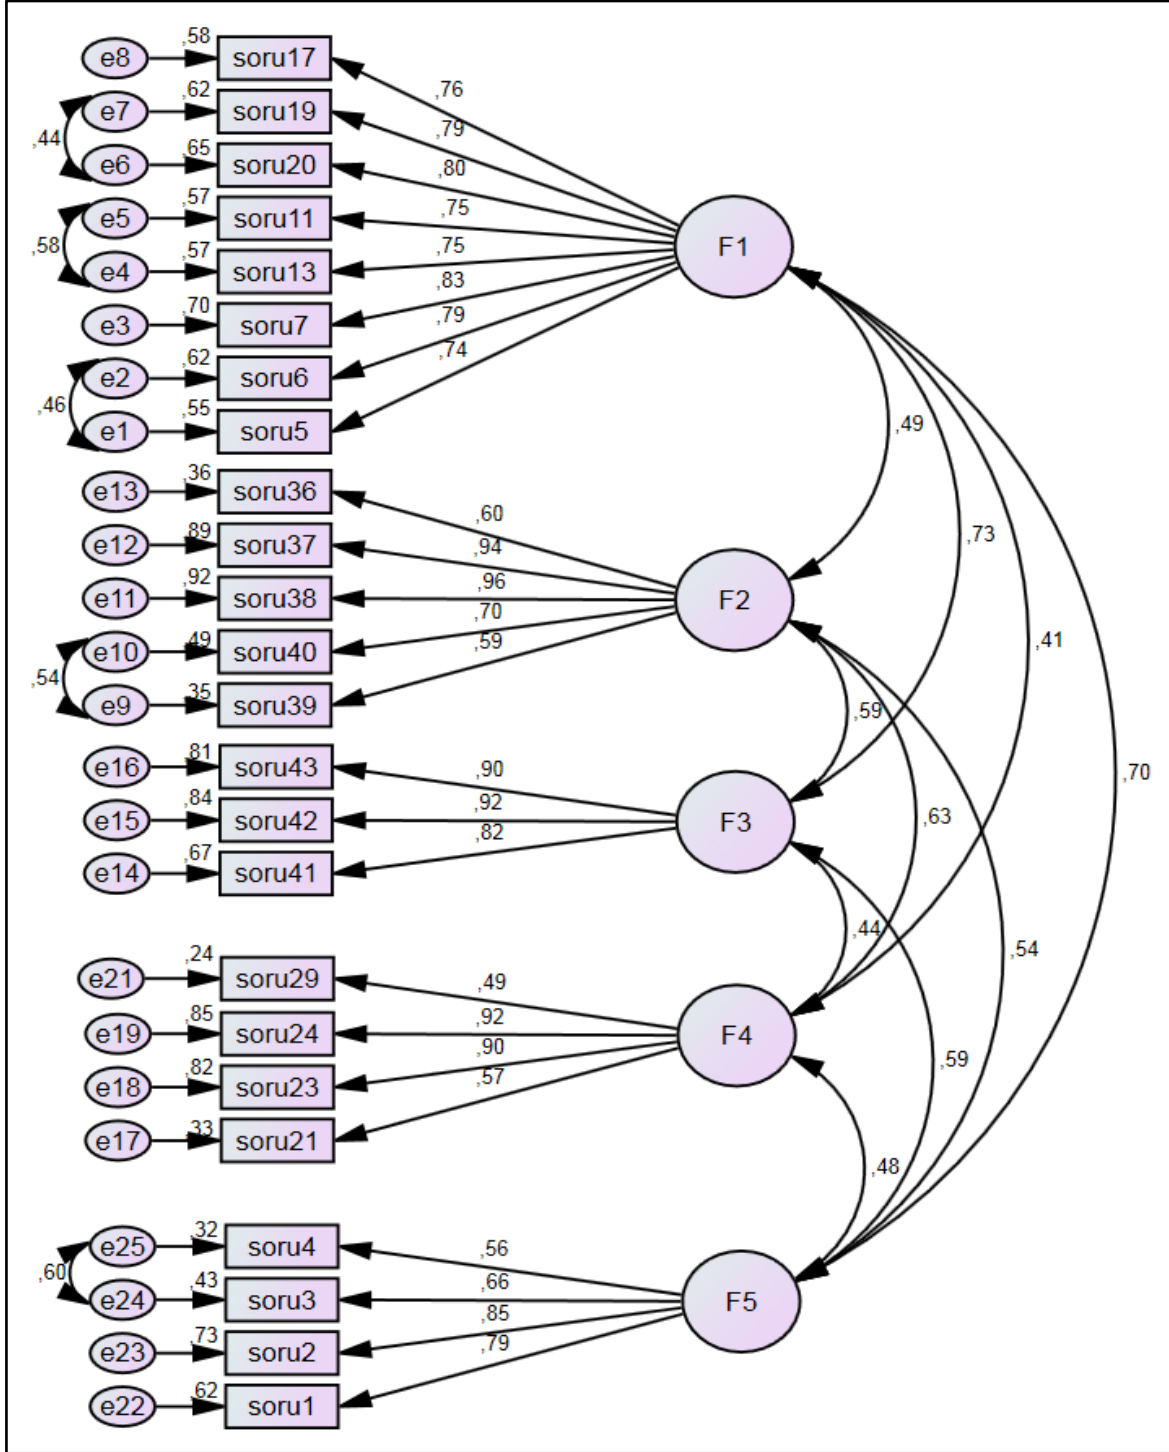 e8 ,58 soru17 ,76
e7 ,62 soru19 ,79
,44
e6 ,65 soru20 ,80
e5 ,57 soru11 ,75
,58
e4 ,57 soru13 ,75
e3 ,70 soru7 ,83
e2 ,62 soru6 ,79
,46
e1 ,55 soru5 ,74
F1
,49
,73
,41
,70
e13 ,36 soru36 ,60
e12 ,89 soru37 ,94
e11 ,92 soru38 ,96
e10 ,49 soru40 ,70
,54
e9 ,35 soru39 ,59
F2
,59
,63
,54
e16 ,81 soru43 ,90
e15 ,84 soru42 ,92
e14 ,67 soru41 ,82
F3
,44
,59
e21 ,24 soru29 ,49
e19 ,85 soru24 ,92
e18 ,82 soru23 ,90
e17 ,33 soru21 ,57
F4
,48
e25 ,32 soru4 ,56
,60
e24 ,43 soru3 ,66
e23 ,73 soru2 ,85
e22 ,62 soru1 ,79
F5